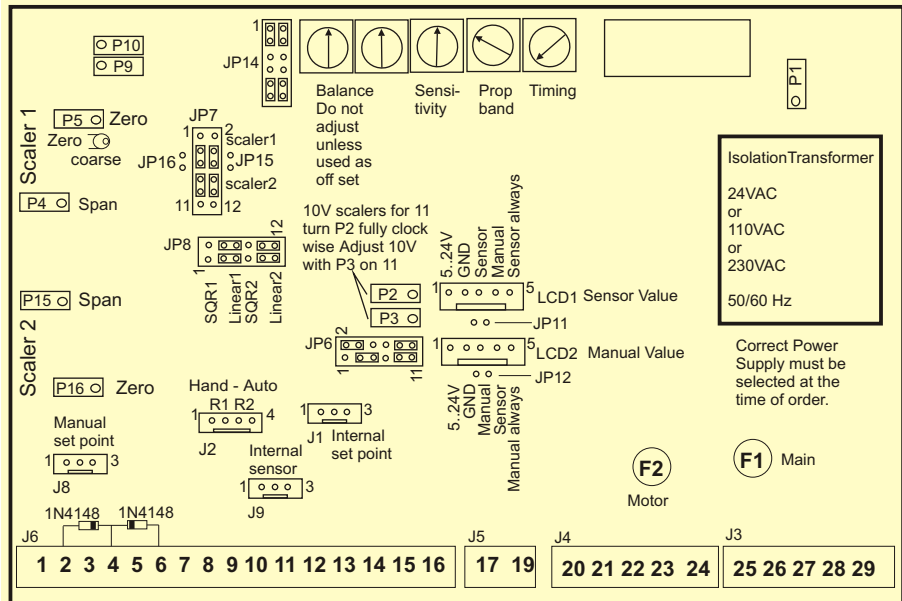 P10
P9
P5 Zero
Zero
coarse
Scaler 1
P4 Span
P15 Span
Scaler 2
P16 Zero
Manual
set point
1 3
J8
1N4148 1N4148
JP7
1 2
scaler1
JP16 JP15
scaler2
11 12
JP8
12
1
SQR1
Linear1
SQR2
Linear2
1
JP14
Balance
Do not
adjust
unless
used as
off set
Sensi-
tivity
Prop
band
Timing
P1
10V scalers for 11
turn P2 fully clock
wise Adjust 10V
with P3 on 11
P2
P3
JP6
2
1
11
5..24V
GND
Sensor
Manual
Sensor always
1 5
LCD1 Sensor Value
JP11
1 5
LCD2 Manual Value
JP12
5..24V
GND
Manual
Sensor
Manual always
Hand - Auto
R1 R2
1 4
J2
1 3
J1 Internal
set point
Internal
sensor
1 3
J9
IsolationTransformer
24VAC
or
110VAC
or
230VAC
50/60 Hz
Correct Power
Supply must be
selected at the
time of order.
F2
Motor
F1 Main
J6
1 2 3 4 5 6 7 8 9 10 11 12 13 14 15 16
J5
17 19
J4
20 21 22 23 24
J3
25 26 27 28 29